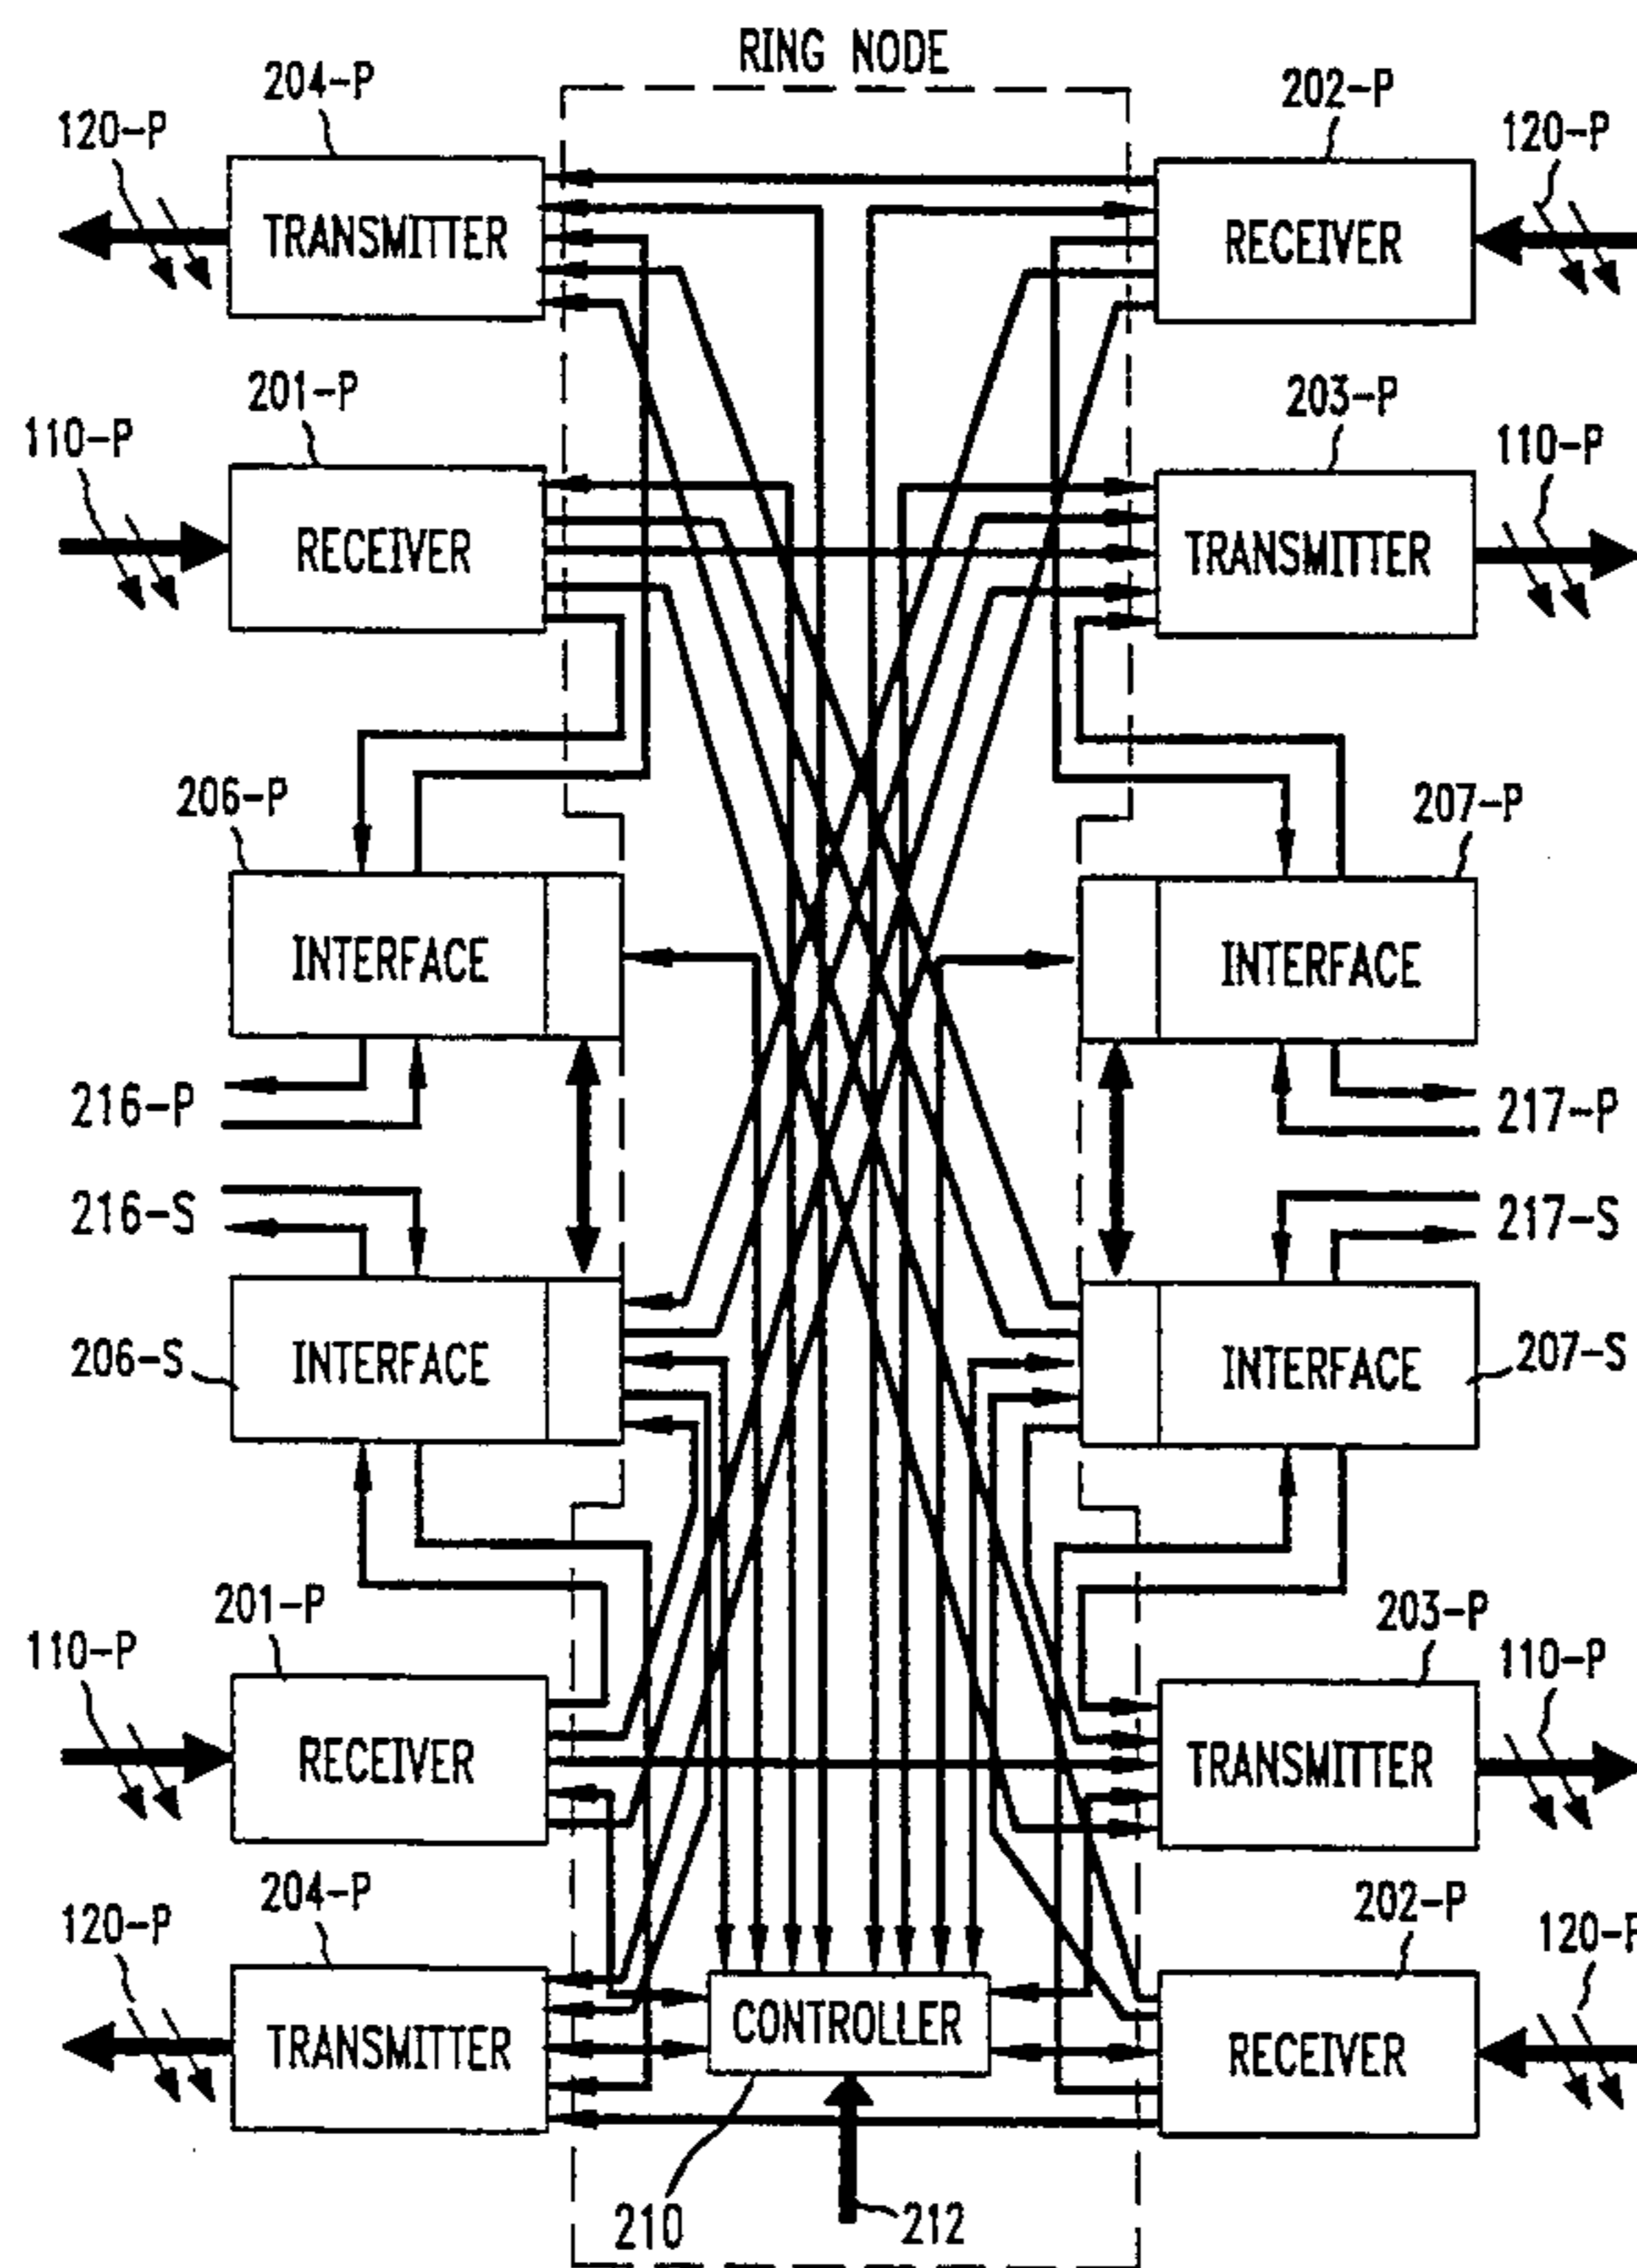 RING NODE
204-P
202-P
120-P
120-P
TRANSMITTER
RECEIVER
201-P
203-P
110-P
110-P
RECEIVER
TRANSMITTER
206-P
207-P
INTERFACE
INTERFACE
216-P
217-P
216-S
217-S
206-S
INTERFACE
INTERFACE
207-S
201-P
203-P
110-P
110-P
RECEIVER
TRANSMITTER
204-P
202-P
120-P
120-P
TRANSMITTER
CONTROLLER
RECEIVER
210
212